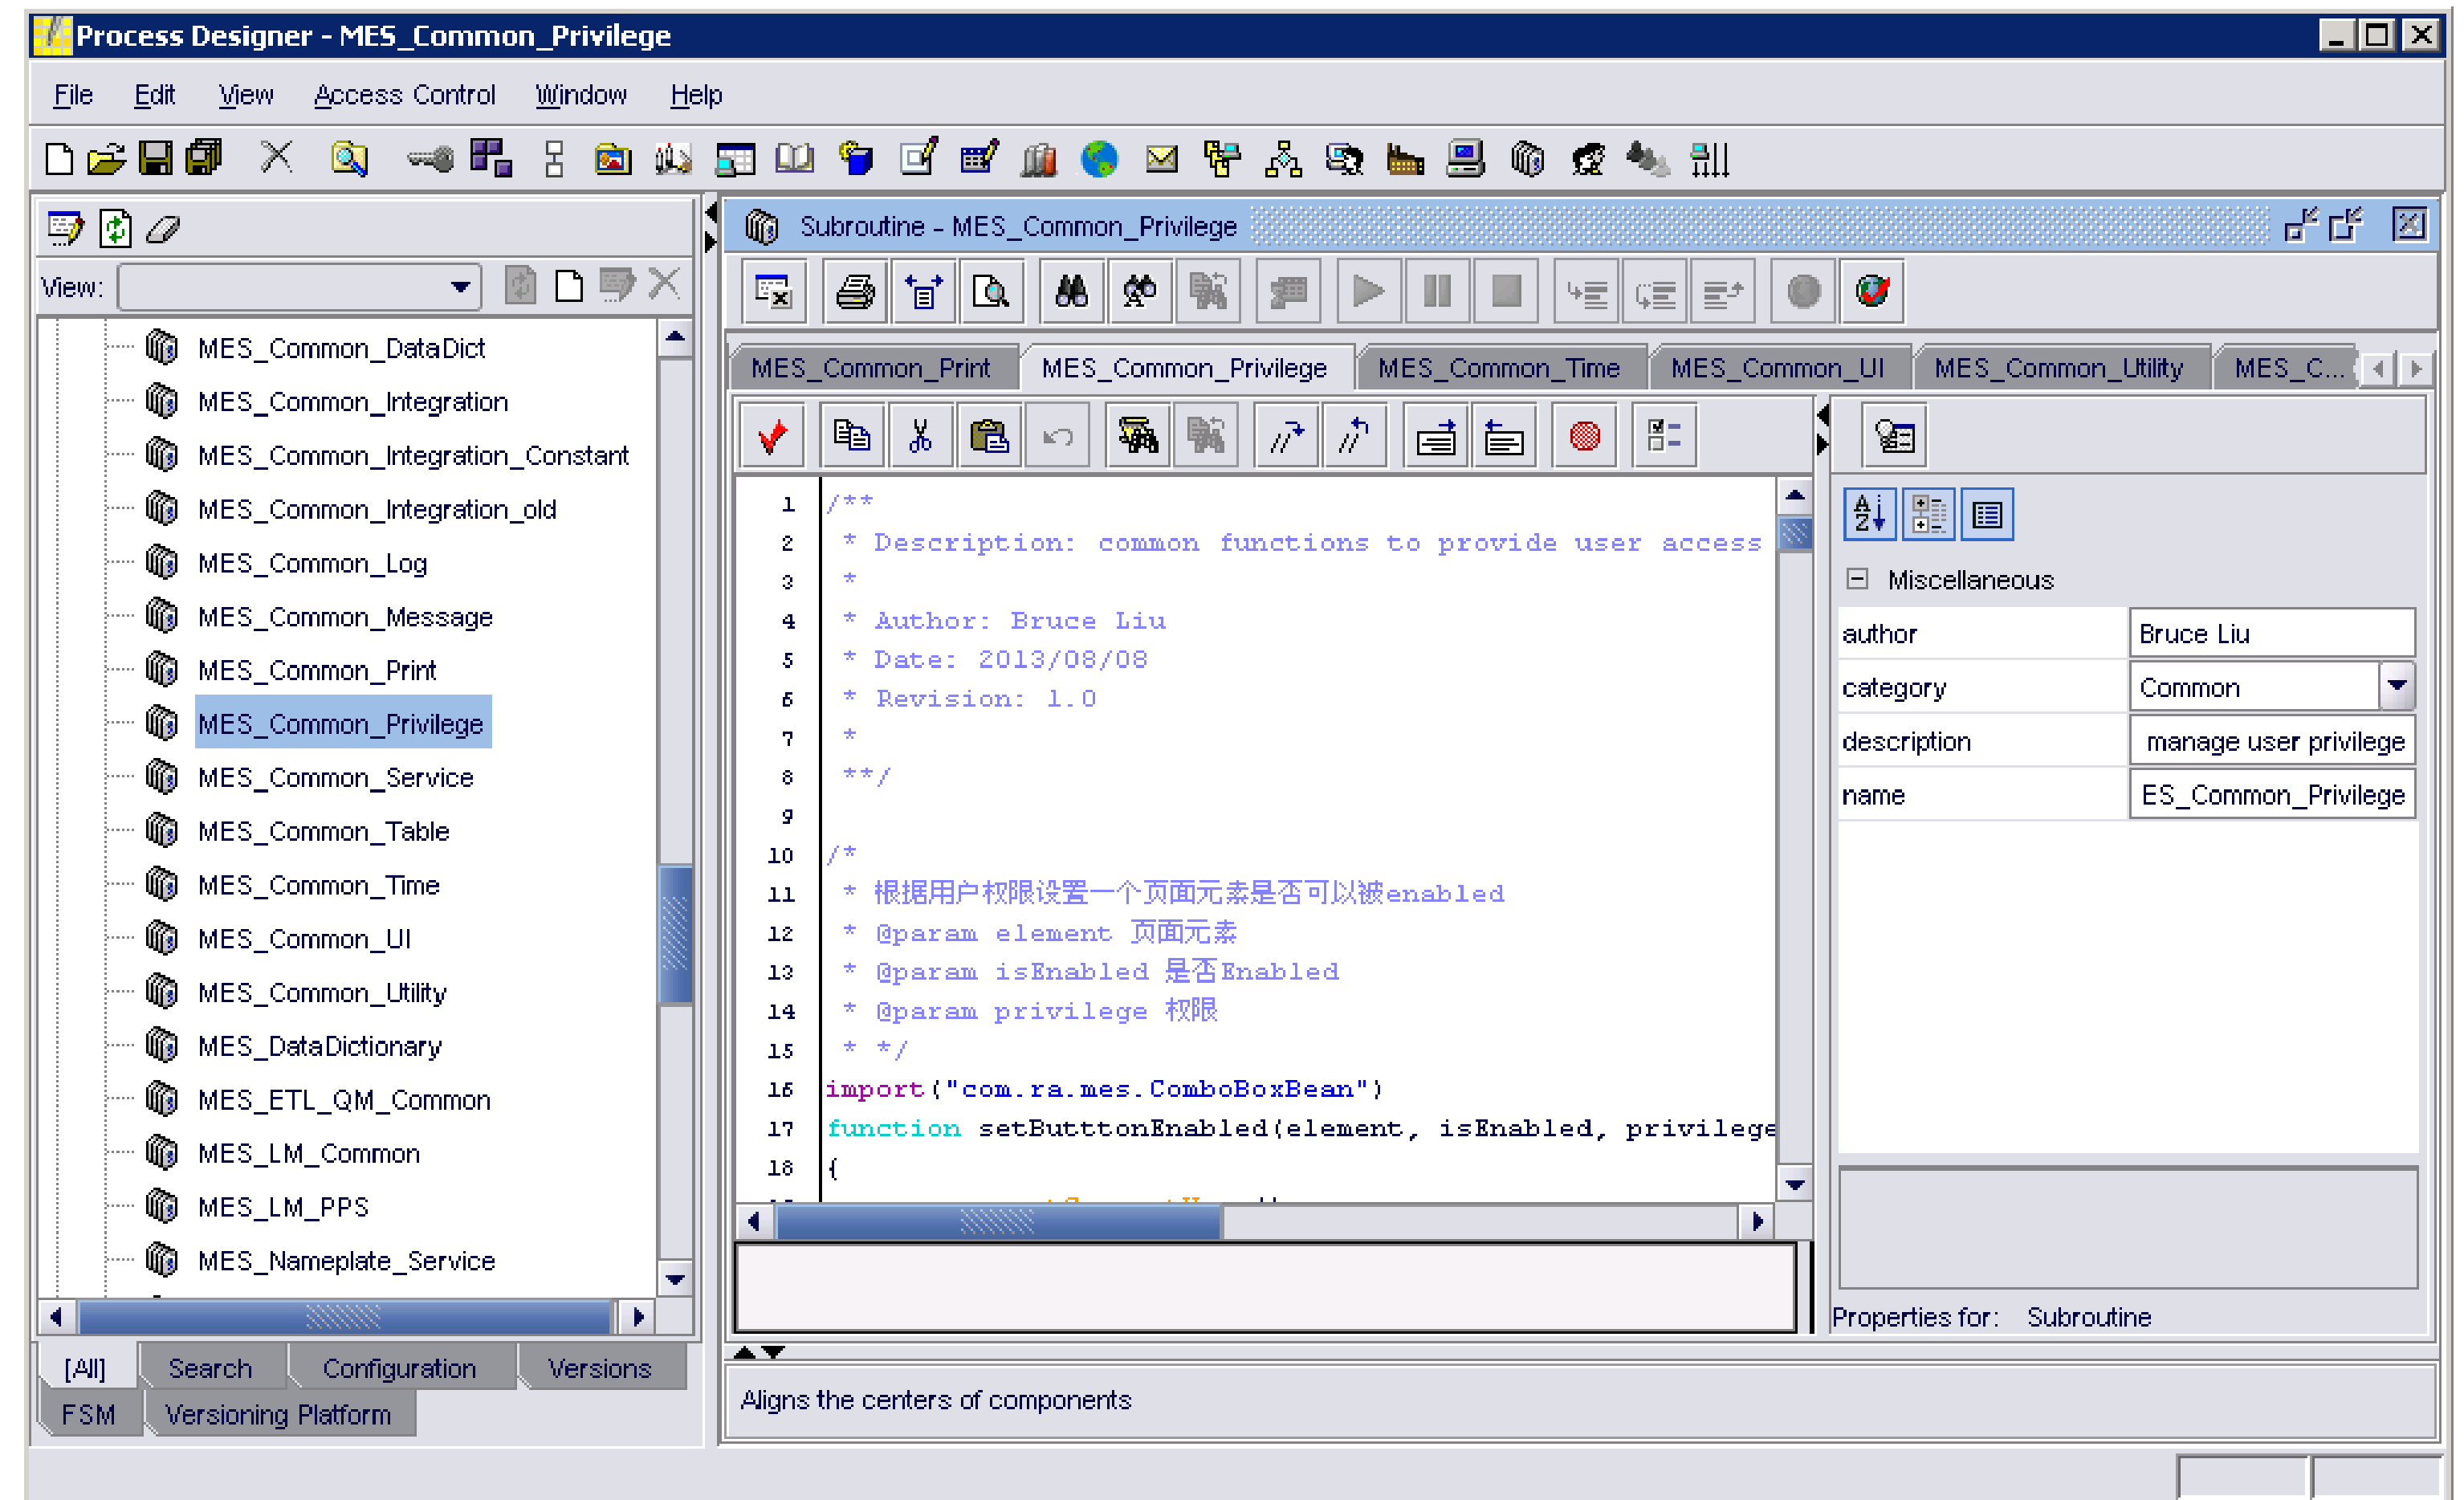 Process Designer - MES_Common_Privilege
File Edit View Access Control Window Help
View:
MES_Common_DataDict
MES_Common_Integration
MES_Common_Integration_Constant
MES_Common_Integration_old
MES_Common_Log
MES_Common_Message
MES_Common_Print
MES_Common_Privilege
MES_Common_Service
MES_Common_Table
MES_Common_Time
MES_Common_UI
MES_Common_Utility
MES_DataDictionary
MES_ETL_QM_Common
MES_LM_Common
MES_LM_PPS
MES_Nameplate_Service
[All] Search Configuration Versions
FSM Versioning Platform
Subroutine - MES_Common_Privilege
MES_Common_Print MES_Common_Privilege MES_Common_Time MES_Common_UI MES_Common_Utility MES_C...
1 /**
2 * Description: common functions to provide user access
3 *
4 * Author: Bruce Liu
5 * Date: 2013/08/08
6 * Revision: 1.0
7 *
8 **/
9
10 /*
11 * 根据用户权限设置一个页面元素是否可以被enabled
12 * @param element 页面元素
13 * @param isEnabled 是否Enabled
14 * @param privilege 权限
15 * */
16 import("com.ra.mes.ComboBoxBean")
17 function setButttonEnabled(element, isEnabled, privilege
18 {
Miscellaneous
author Bruce Liu
category Common
description manage user privilege
name ES_Common_Privilege
Properties for: Subroutine
Aligns the centers of components